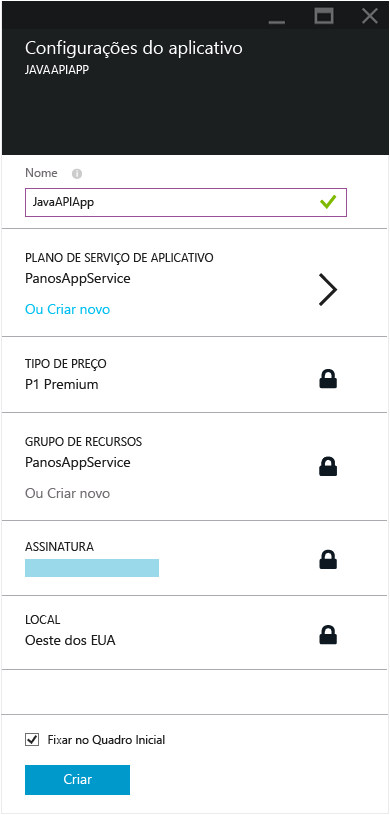 Configurações do aplicativo
JAVAAPIAPP
Nome
JavaAPIApp
PLANO DE SERVIÇO DE APLICATIVO
PanosAppService
Ou Criar novo
TIPO DE PREÇO
P1 Premium
GRUPO DE RECURSOS
PanosAppService
Ou Criar novo
ASSINATURA
LOCAL
Oeste dos EUA
Fixar no Quadro Inicial
Criar